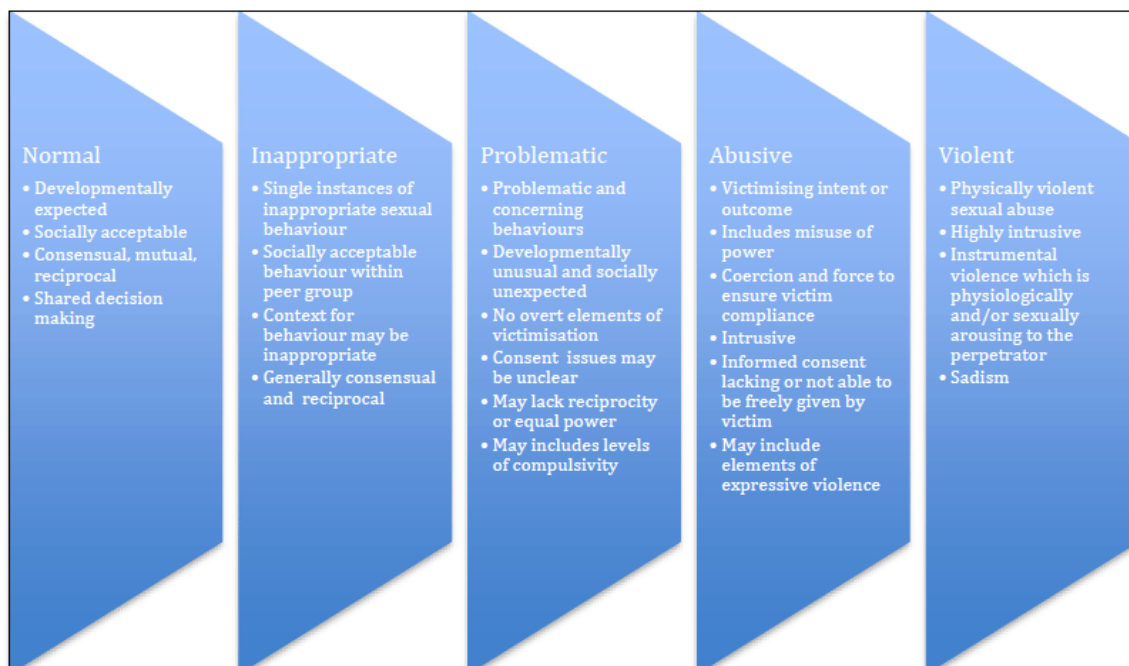 Normal
• Developmentally
expected
• Socially acceptable
• Consensual, mutual,
reciprocal
• Shared decision
making
Inappropriate
• Single instances of
inappropriate sexual
behaviour
• Socially acceptable
behaviour within
peer group
• Context for
behaviour may be
inappropriate
• Generally consensual
and reciprocal
Problematic
• Problematic and
concerning
behaviours
• Developmentally
unusual and socially
unexpected
• No overt elements of
victimisation
• Consent issues may
be unclear
• May lack reciprocity
or equal power
• May includes levels
of compulsivity
Abusive
• Victimising intent or
outcome
• Includes misuse of
power
• Coercion and force to
ensure victim
compliance
• Intrusive
• Informed consent
lacking or not able to
be freely given by
victim
• May include
elements of
expressive violence
Violent
• Physically violent
sexual abuse
• Highly intrusive
• Instrumental
violence which is
physiologically
and/or sexually
arousing to the
perpetrator
• Sadism